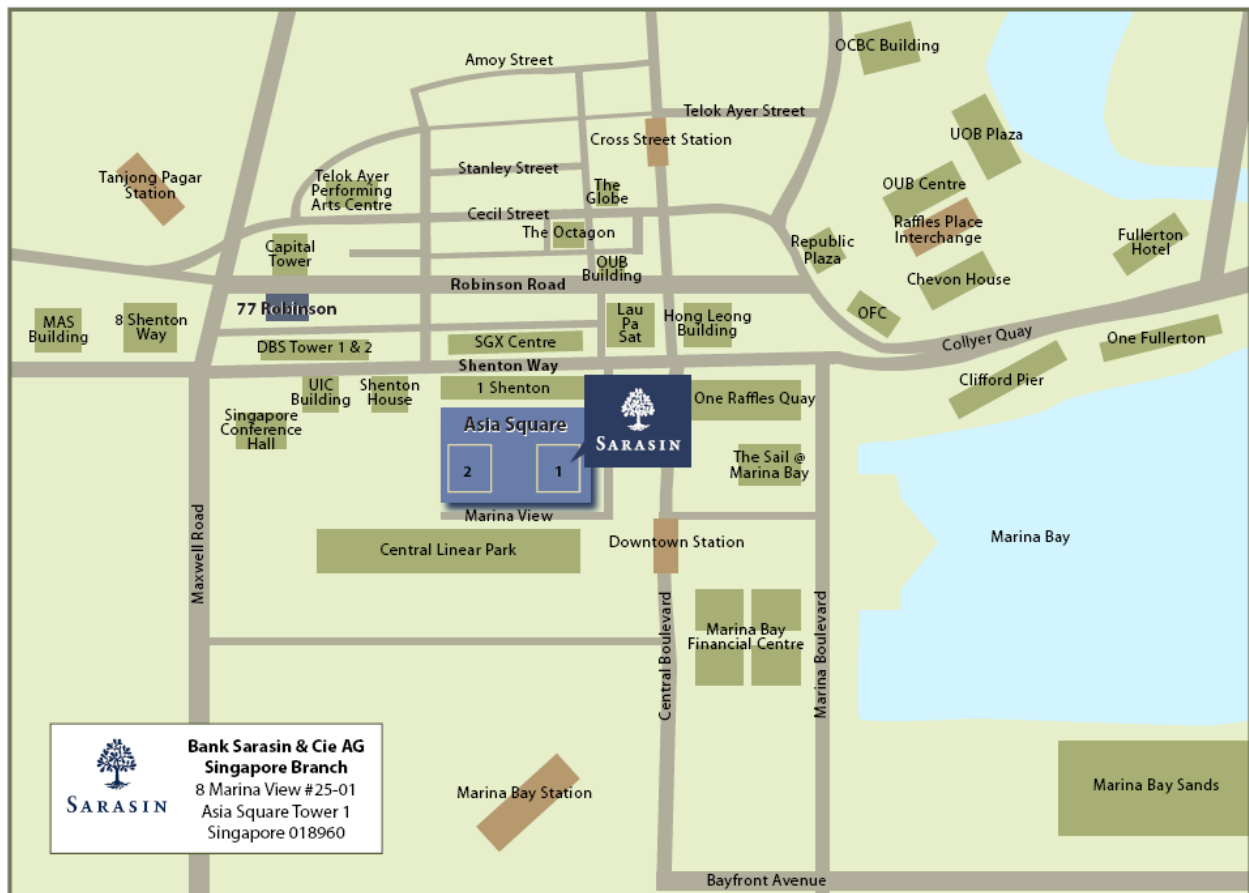 OCBC Building
Amoy Street
Telok Ayer Street
UOB Plaza
Cross Street Station
Tanjong Pagar
Station
Telok Ayer
Performing
Arts Centre
Stanley Street
The
Globe
OUB Centre
Cecil Street
Raffles Place
Interchange
The Octagon
Republic
Plaza
Fullerton
Hotel
Capital
Tower
OUB
Building
Chevon House
Robinson Road
77 Robinson
MAS
Building
8 Shenton
Way
Lau
Pa
Sat
Hong Leong
Building
OFC
Collyer Quay
One Fullerton
DBS Tower 1 & 2
SGX Centre
Shenton Way
Clifford Pier
UIC
Building
Shenton
House
1 Shenton
One Raffles Quay
Singapore
Conference
Hall
Asia Square
SARASIN
2
1
The Sail @
Marina Bay
Marina View
Central Linear Park
Downtown Station
Marina Bay
Maxwell Road
Central Boulevard
Marina Boulevard
Marina Bay
Financial Centre
SARASIN
Bank Sarasin & Cie AG
Singapore Branch
8 Marina View #25-01
Asia Square Tower 1
Singapore 018960
Marina Bay Station
Marina Bay Sands
Bayfront Avenue